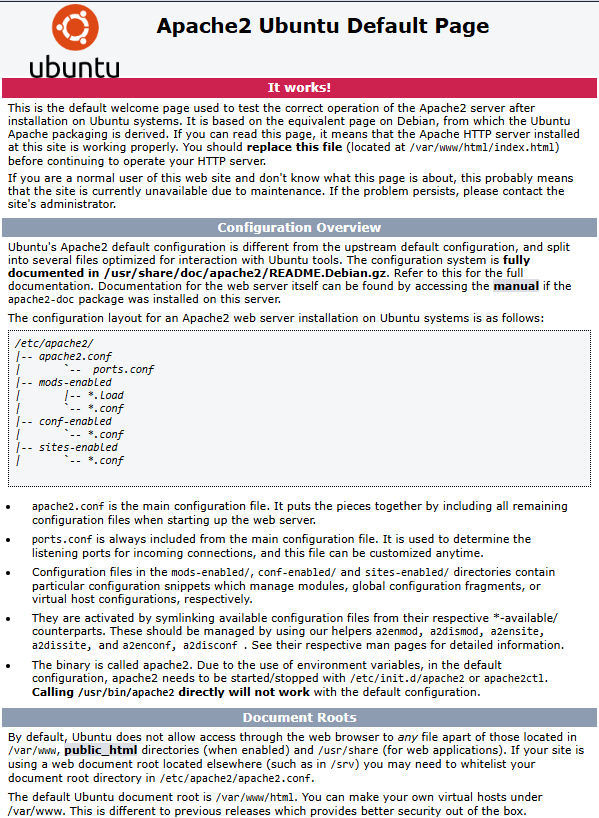 ubuntu
Apache2 Ubuntu Default Page
It works!
This is the default welcome page used to test the correct operation of the Apache2 server after
installation on Ubuntu systems. It is based on the equivalent page on Debian, from which the Ubuntu
Apache packaging is derived. If you can read this page, it means that the Apache HTTP server installed
at this site is working properly. You should replace this file (located at /var/www/html/index.html)
before continuing to operate your HTTP server.
If you are a normal user of this web site and don't know what this page is about, this probably means
that the site is currently unavailable due to maintenance. If the problem persists, please contact the
site's administrator.
Configuration Overview
Ubuntu's Apache2 default configuration is different from the upstream default configuration, and split
into several files optimized for interaction with Ubuntu tools. The configuration system is fully
documented in /usr/share/doc/apache2/README.Debian.gz. Refer to this for the full
documentation. Documentation for the web server itself can be found by accessing the manual if the
apache2-doc package was installed on this server.
The configuration layout for an Apache2 web server installation on Ubuntu systems is as follows:
/etc/apache2/
|-- apache2.conf
|       `--  ports.conf
|-- mods-enabled
|       |-- *.load
|       `-- *.conf
|-- conf-enabled
|       `-- *.conf
|-- sites-enabled
|       `-- *.conf
• apache2.conf is the main configuration file. It puts the pieces together by including all remaining
configuration files when starting up the web server.
• ports.conf is always included from the main configuration file. It is used to determine the
listening ports for incoming connections, and this file can be customized anytime.
• Configuration files in the mods-enabled/, conf-enabled/ and sites-enabled/ directories contain
particular configuration snippets which manage modules, global configuration fragments, or
virtual host configurations, respectively.
• They are activated by symlinking available configuration files from their respective *-available/
counterparts. These should be managed by using our helpers a2enmod, a2dismod, a2ensite,
a2dissite, and a2enconf, a2disconf . See their respective man pages for detailed information.
• The binary is called apache2. Due to the use of environment variables, in the default
configuration, apache2 needs to be started/stopped with /etc/init.d/apache2 or apache2ctl.
Calling /usr/bin/apache2 directly will not work with the default configuration.
Document Roots
By default, Ubuntu does not allow access through the web browser to any file apart of those located in
/var/www, public_html directories (when enabled) and /usr/share (for web applications). If your site is
using a web document root located elsewhere (such as in /srv) you may need to whitelist your
document root directory in /etc/apache2/apache2.conf.
The default Ubuntu document root is /var/www/html. You can make your own virtual hosts under
/var/www. This is different to previous releases which provides better security out of the box.